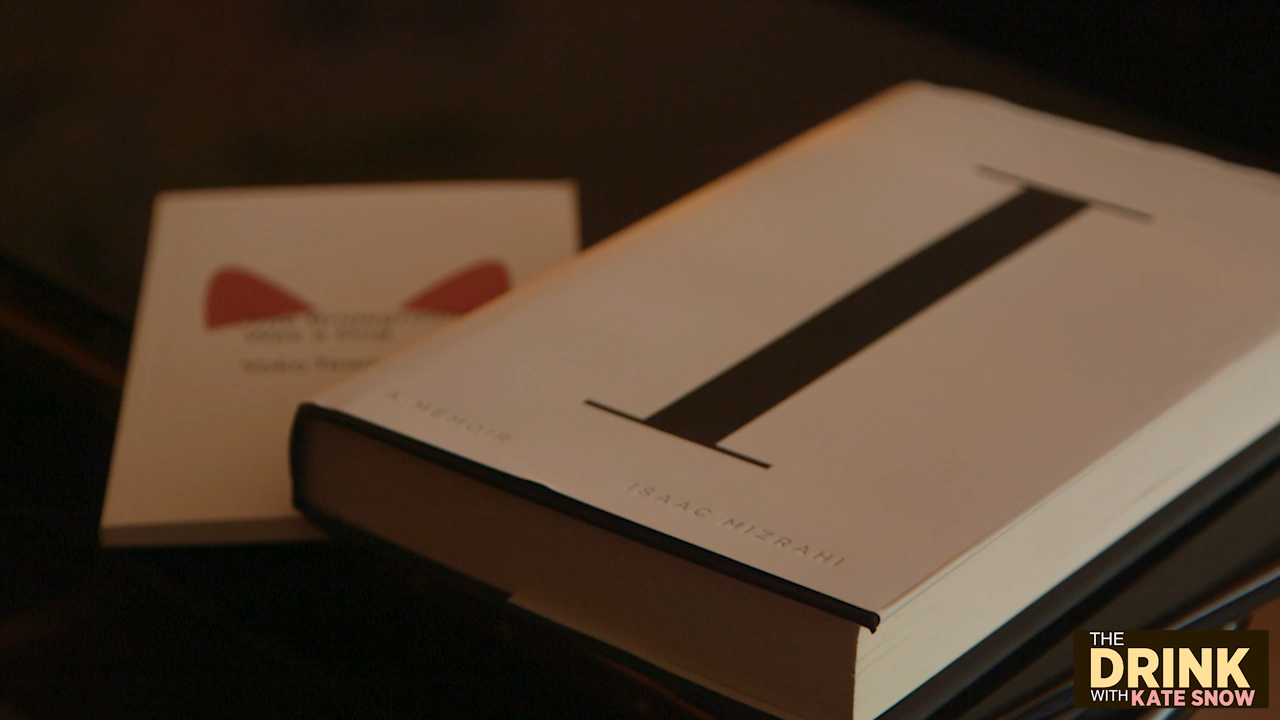 I
A MEMOIR
ISAAC MIZRAHI
THE
DRINK
WITH KATE SNOW